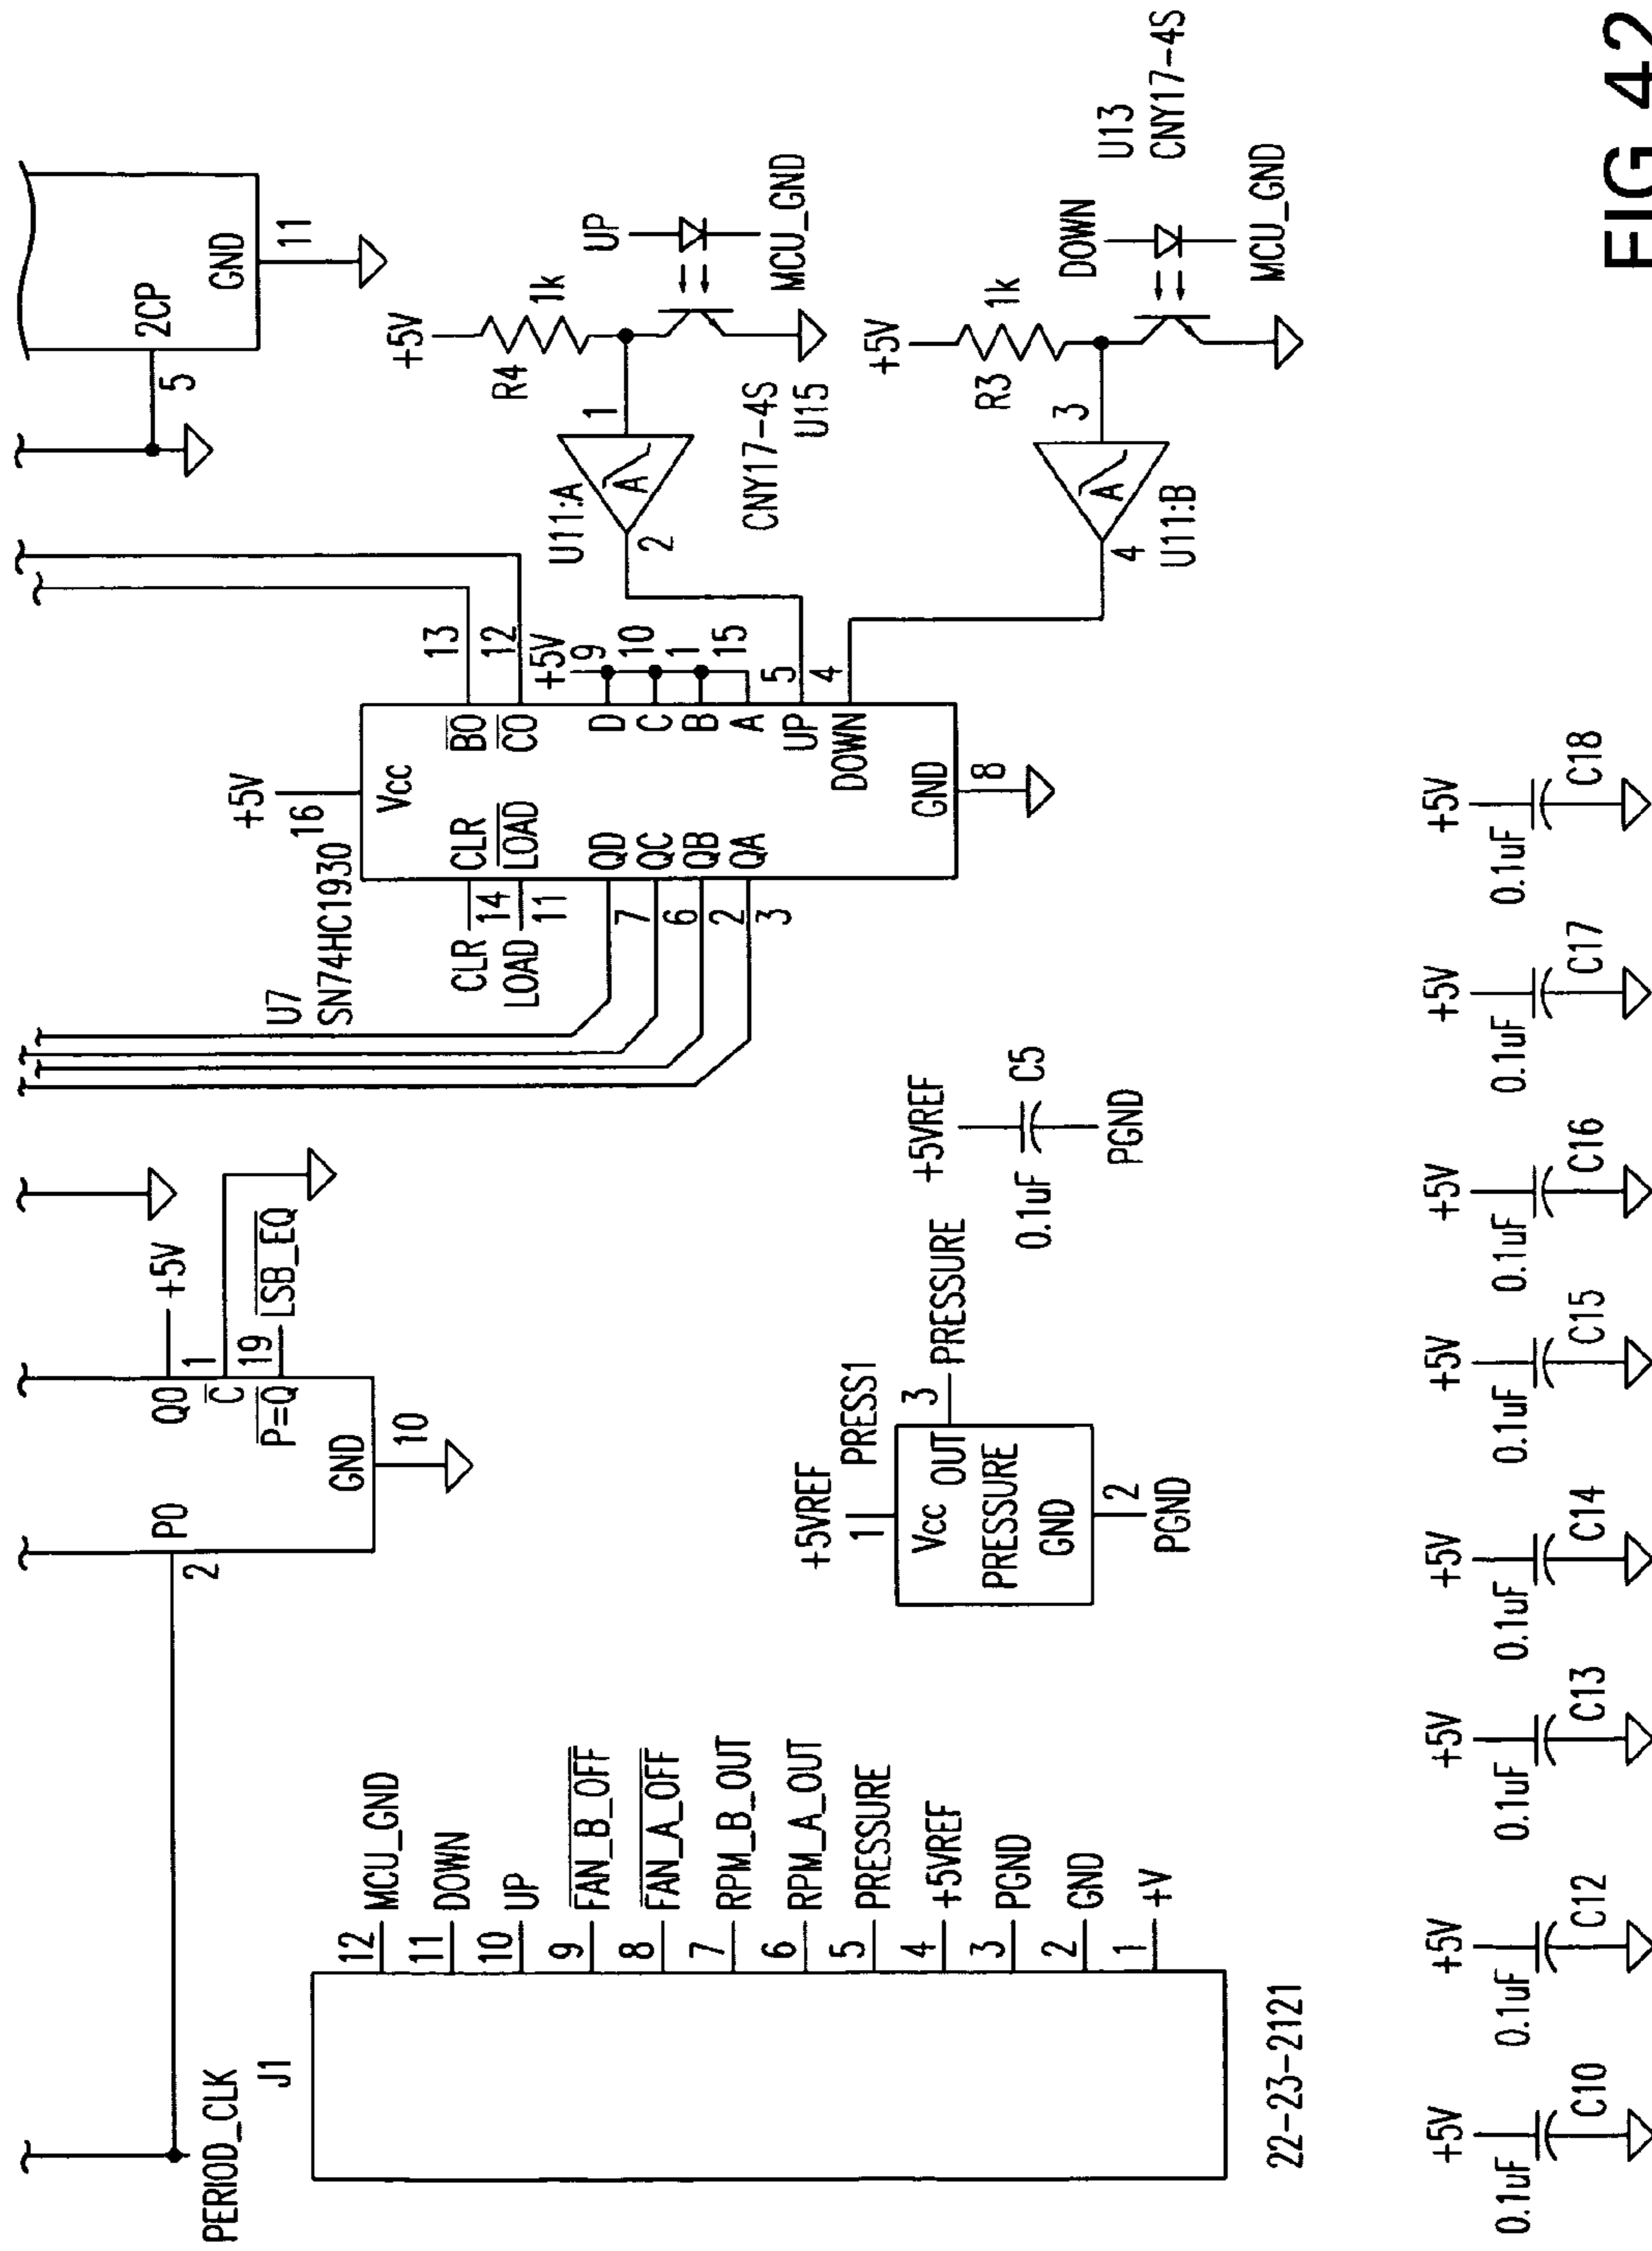 2CP
5
GND
11
+5V
R4
1k
UP
MCU_GND
CNY17-4S
U15
U11:A
A
1
2
+5V
R3
1k
DOWN
U13
CNY17-4S
MCU_GND
U11:B
A
3
4
U7
SN74HC1930
+5V
16
Vcc
CLR
14
CLR
LOAD
11
LOAD
QD
7
QC
6
QB
2
QA
3
BO
13
CO
12
+5V
D
9
C
10
B
1
A
15
UP
5
DOWN
4
GND
8
Q0
+5V
C
1
P=Q
19
LSB_EQ
GND
10
P0
2
PERIOD_CLK
+5VREF
1
PRESS1
Vcc
OUT
3
PRESSURE
PRESSURE
GND
2
PGND
+5VREF
0.1uF
C5
PGND
J1
12 MCU_GND
11 DOWN
10 UP
9 FAN_B_OFF
8 FAN_A_OFF
7 RPM_B_OUT
6 RPM_A_OUT
5 PRESSURE
4 +5VREF
3 PGND
2 GND
1 +V
22-23-2121
+5V
0.1uF
C10
+5V
0.1uF
C12
+5V
0.1uF
C13
+5V
0.1uF
C14
+5V
0.1uF
C15
+5V
0.1uF
C16
+5V
0.1uF
C17
+5V
0.1uF
C18
FIG 42